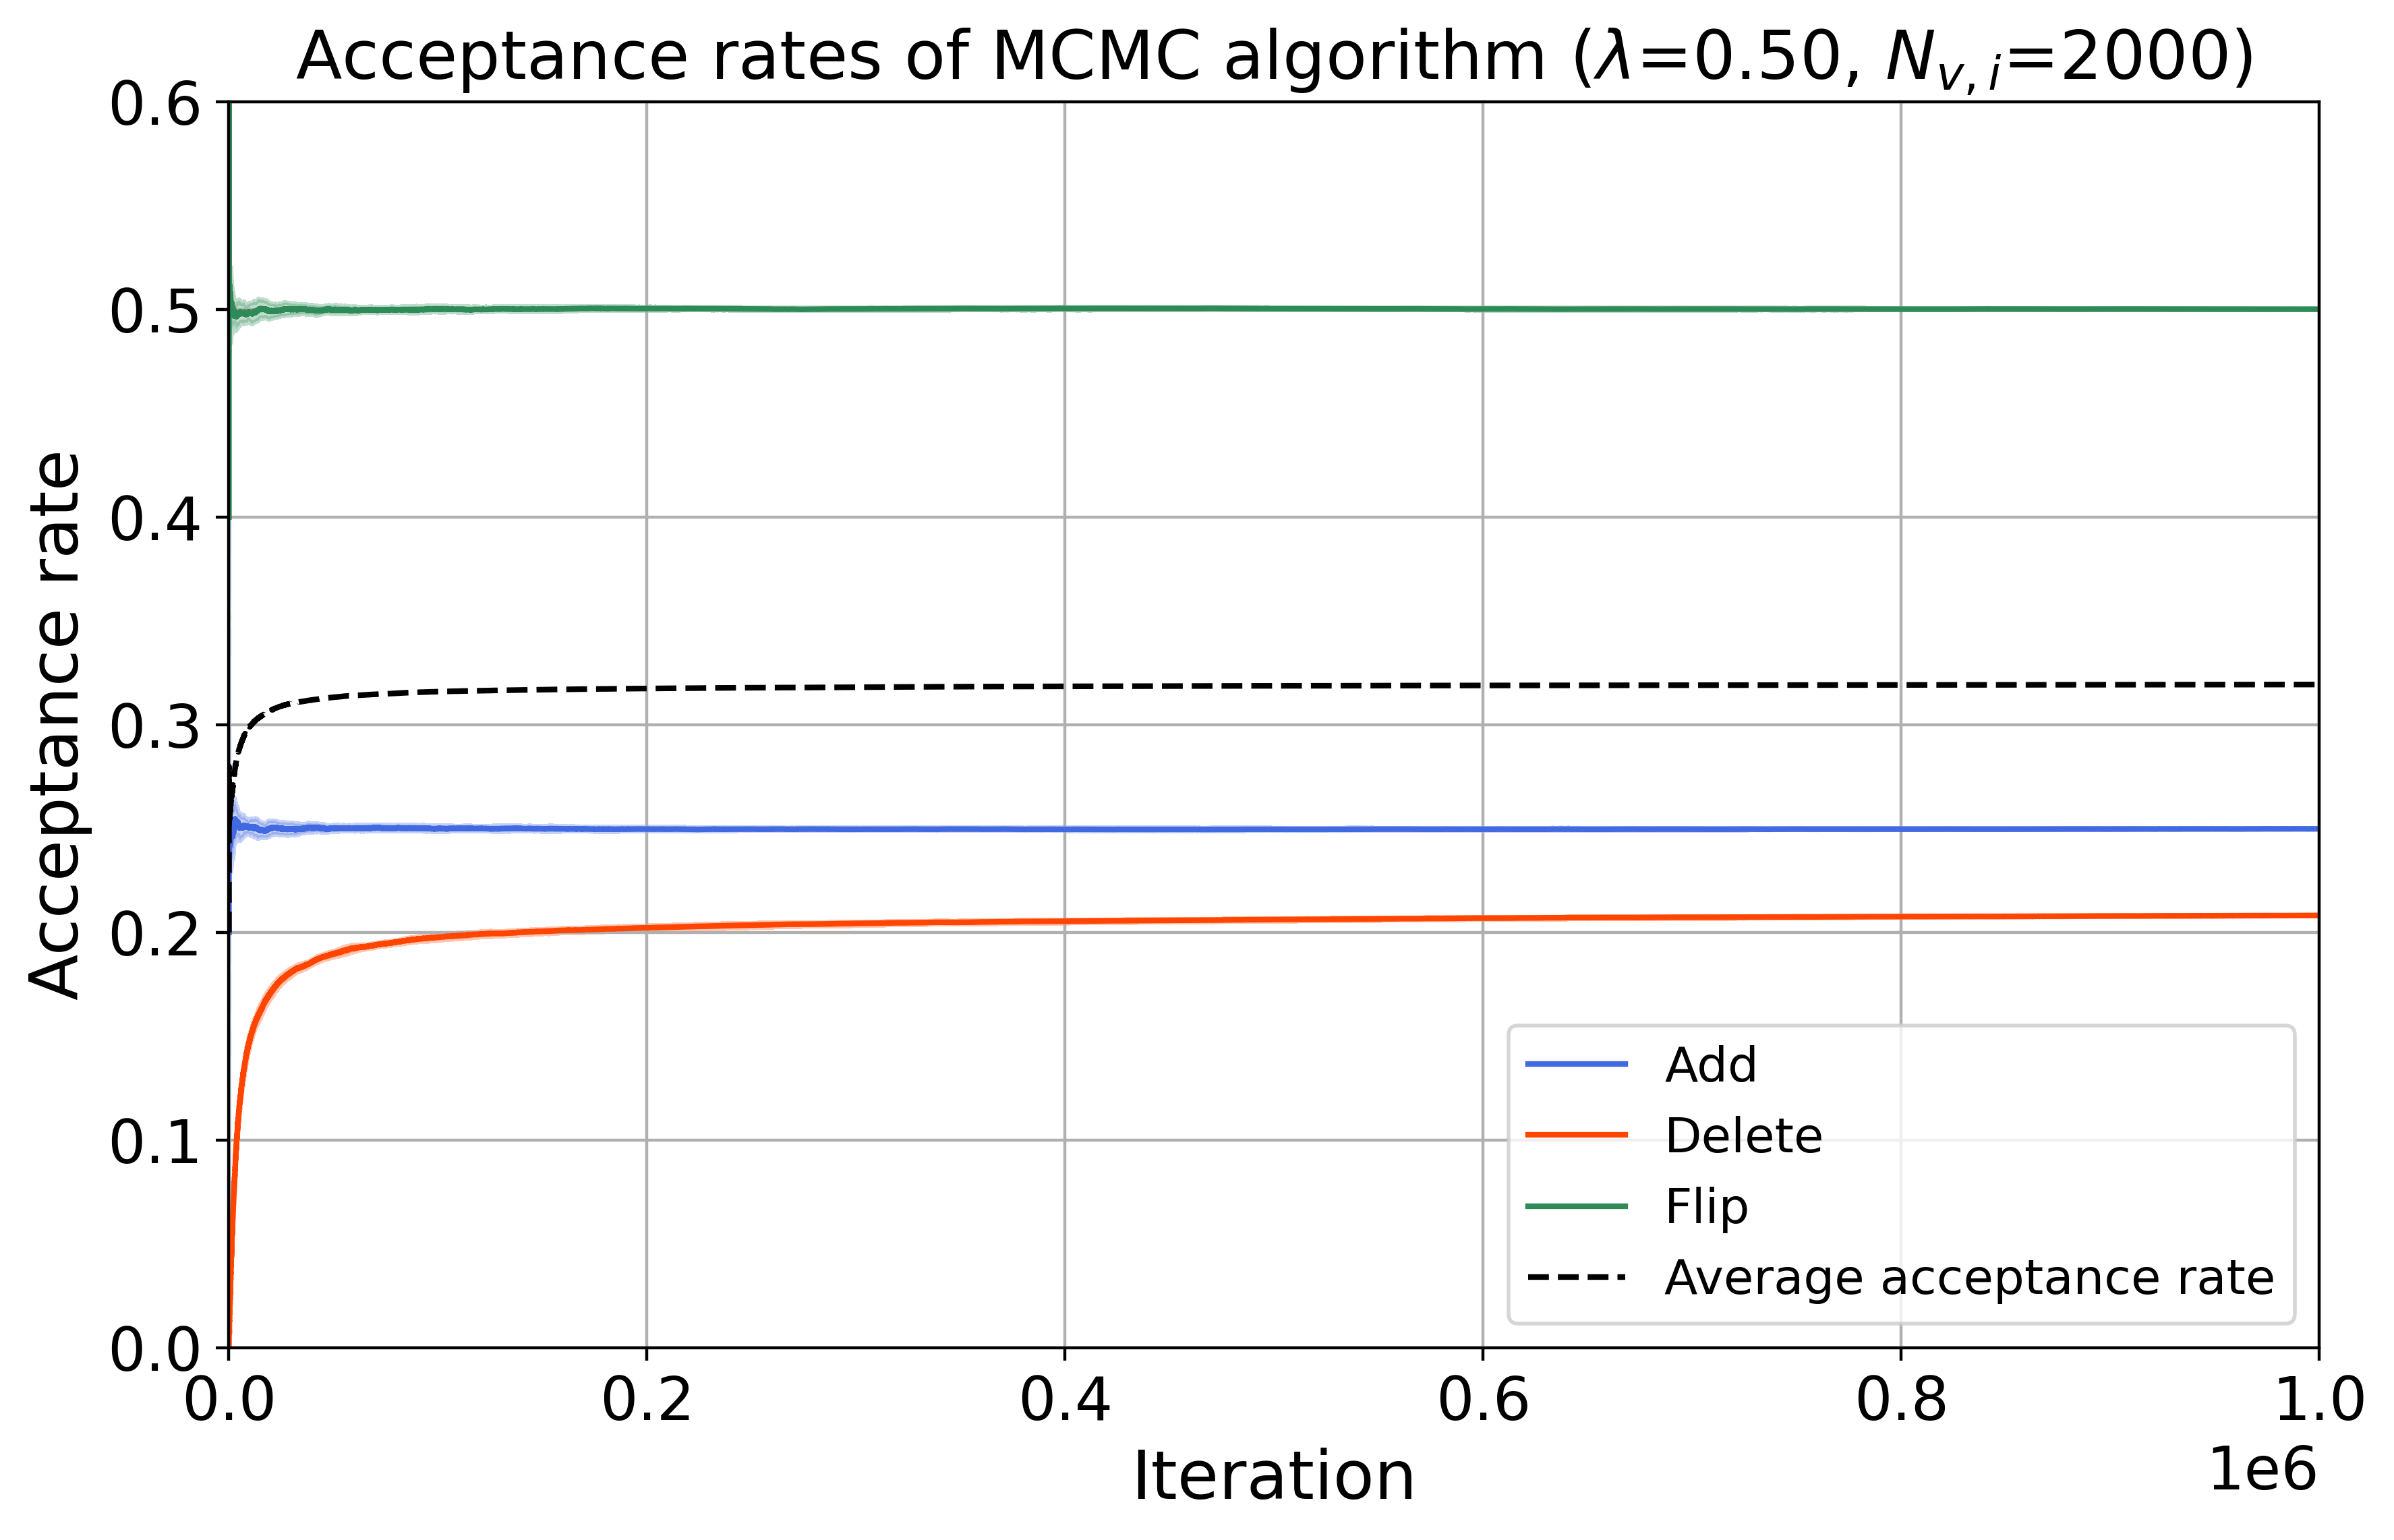 Acceptance rates of MCMC algorithm (λ=0.50, N_{v,i}=2000)
Acceptance rate
0.6
0.5
0.4
0.3
0.2
0.1
0.0
Add
Delete
Flip
Average acceptance rate
0.0 0.2 0.4 0.6 0.8 1.0
1e6
Iteration